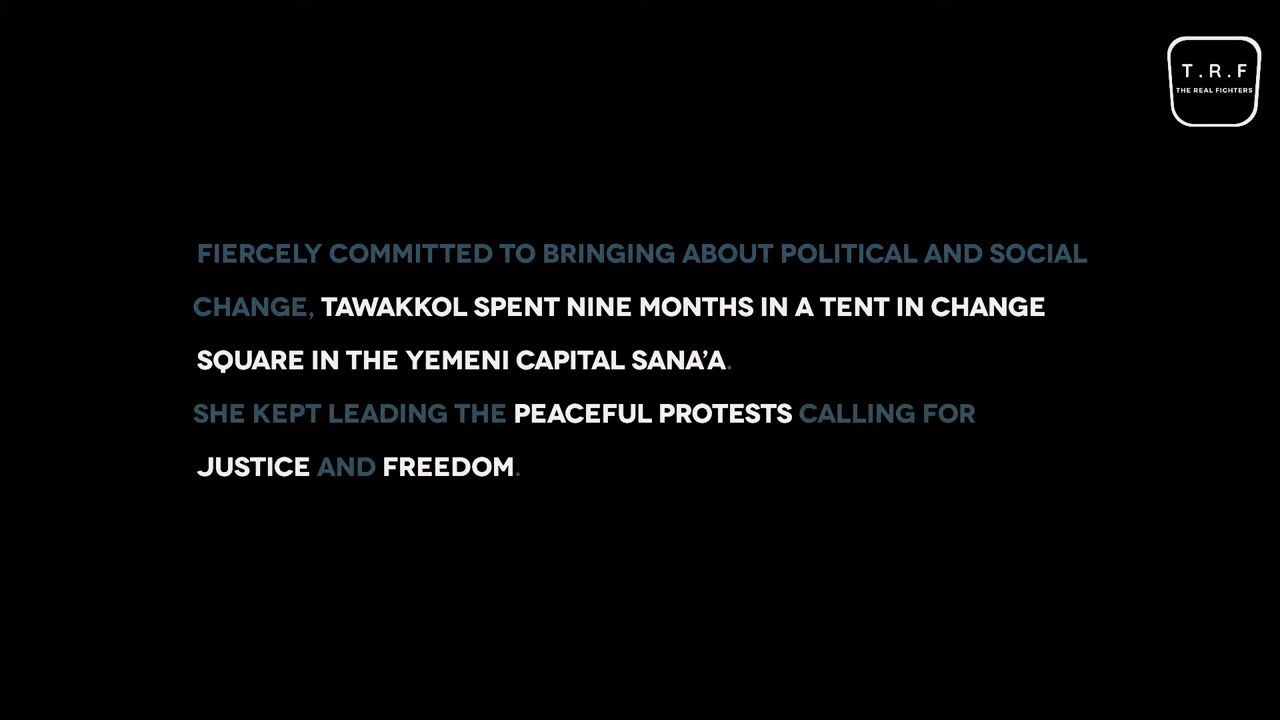 T.R.F
THE REAL FIGHTERS
FIERCELY COMMITTED TO BRINGING ABOUT POLITICAL AND SOCIAL
CHANGE, TAWAKKOL SPENT NINE MONTHS IN A TENT IN CHANGE
SQUARE IN THE YEMENI CAPITAL SANA’A.
SHE KEPT LEADING THE PEACEFUL PROTESTS CALLING FOR
JUSTICE AND FREEDOM.